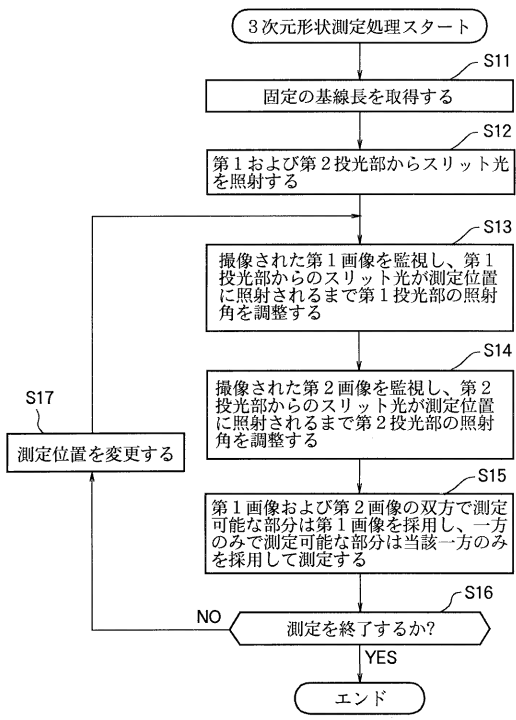 3次元形状測定処理スタート
S11
固定の基線長を取得する
S12
第1および第2投光部からスリット光
を照射する
S13
撮像された第1画像を監視し、第1
投光部からのスリット光が測定位置
に照射されるまで第1投光部の照射
角を調整する
S14
撮像された第2画像を監視し、第2
投光部からのスリット光が測定位置
に照射されるまで第2投光部の照射
角を調整する
S17
測定位置を変更する
S15
第1画像および第2画像の双方で測定
可能な部分は第1画像を採用し、一方
のみで測定可能な部分は当該一方のみ
を採用して測定する
S16
測定を終了するか?
NO
YES
エンド